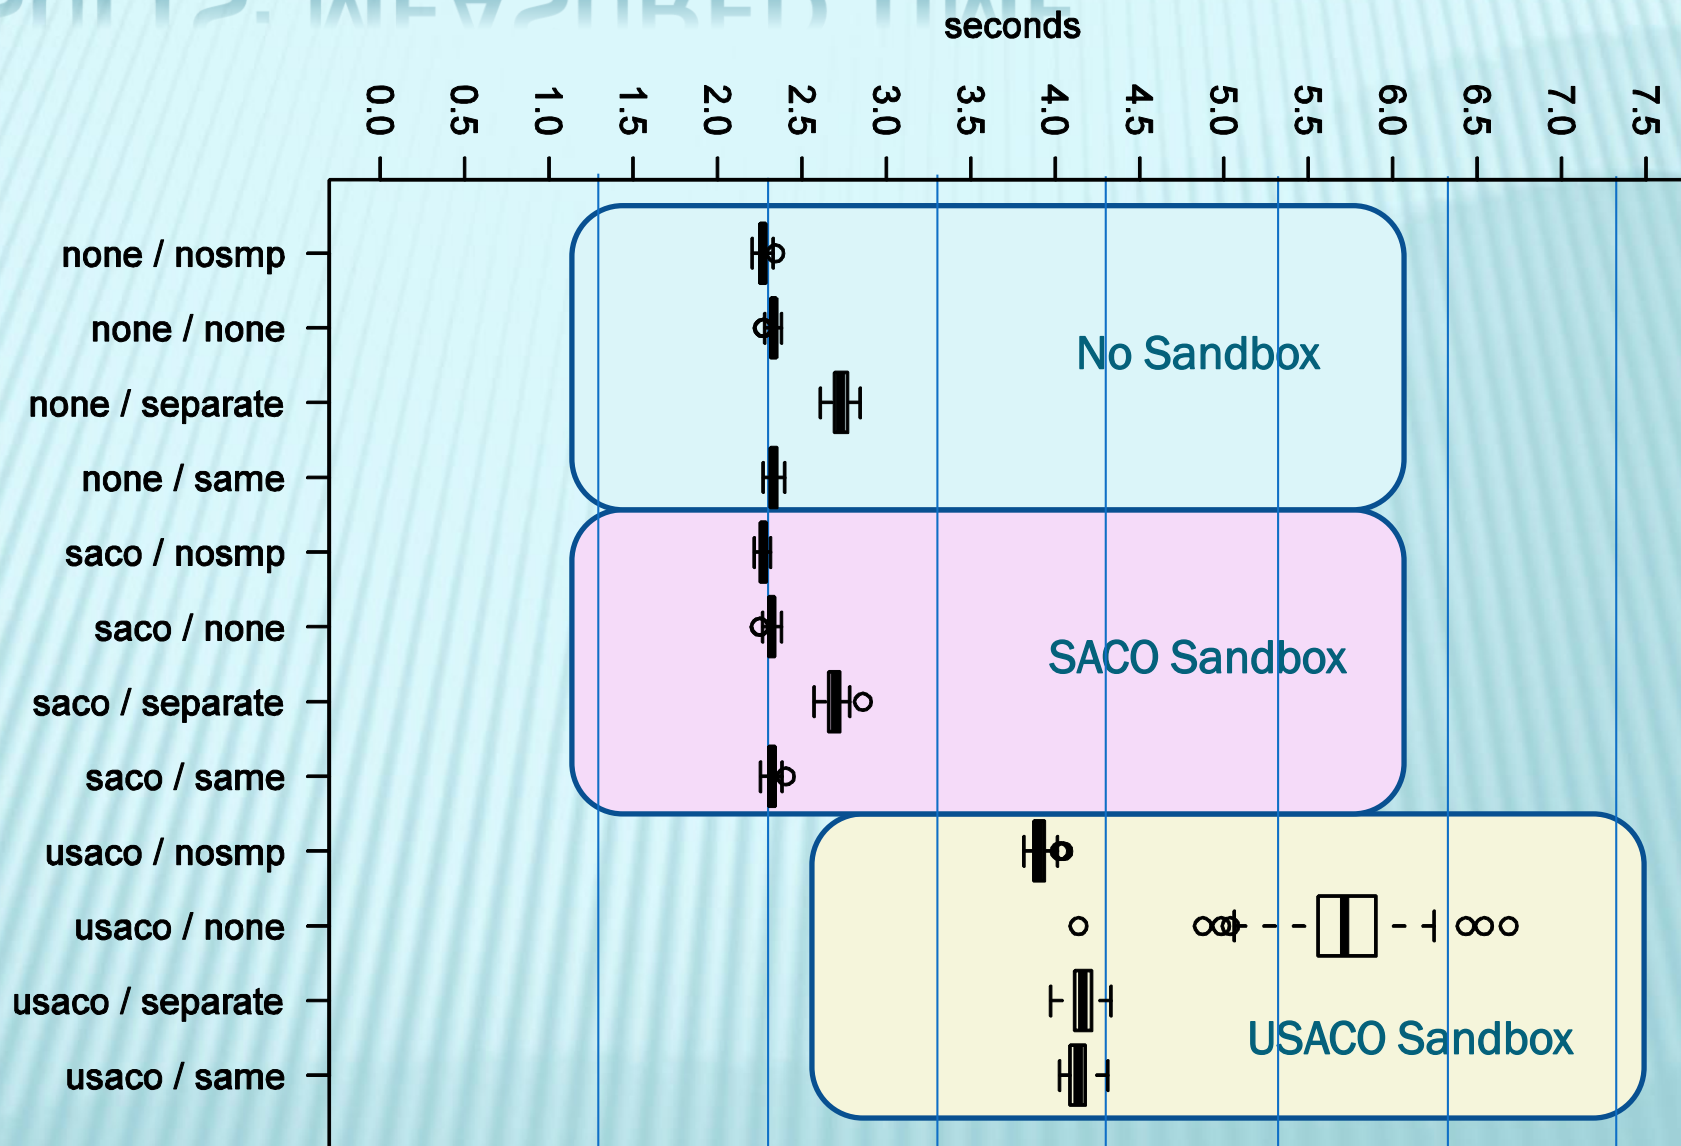 seconds
0.0 0.5 1.0 1.5 2.0 2.5 3.0 3.5 4.0 4.5 5.0 5.5 6.0 6.5 7.0 7.5
none / nosmp
none / none
No Sandbox
none / separate
none / same
saco / nosmp
saco / none
SACO Sandbox
saco / separate
saco / same
usaco / nosmp
usaco / none
usaco / separate
USACO Sandbox
usaco / same